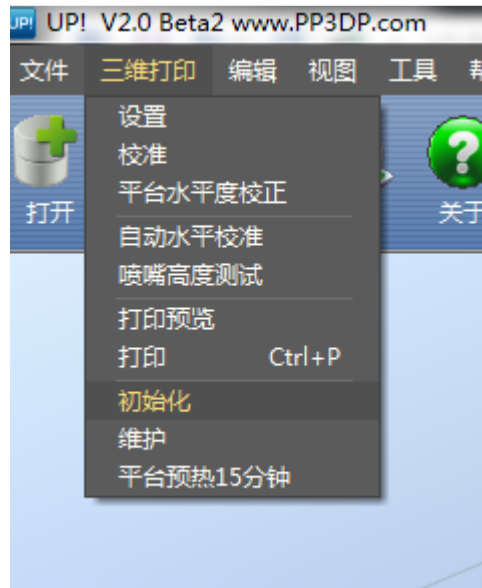 UP! UP! V2.0 Beta2 www.PP3DP.com
文件 三维打印 编辑 视图 工具
打开 关于
设置
校准
平台水平度校正
自动水平校准
喷嘴高度测试
打印预览
打印 Ctrl+P
初始化
维护
平台预热15分钟